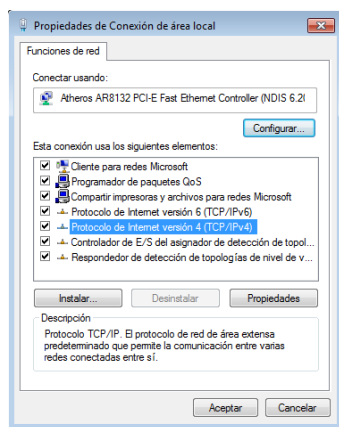 Propiedades de Conexión de área local
Funciones de red
Conectar usando:
Atheros AR8132 PCI-E Fast Ethernet Controller (NDIS 6.2(
Configurar...
Esta conexión usa los siguientes elementos:
Cliente para redes Microsoft
Programador de paquetes QoS
Compartir impresoras y archivos para redes Microsoft
Protocolo de Internet versión 6 (TCP/IPv6)
Protocolo de Internet versión 4 (TCP/IPv4)
Controlador de E/S del asignador de detección de topol...
Respondedor de detección de topologías de nivel de v...
Instalar... Desinstalar Propiedades
Descripción
Protocolo TCP/IP. El protocolo de red de área extensa
predeterminado que permite la comunicación entre varias
redes conectadas entre sí.
Aceptar Cancelar